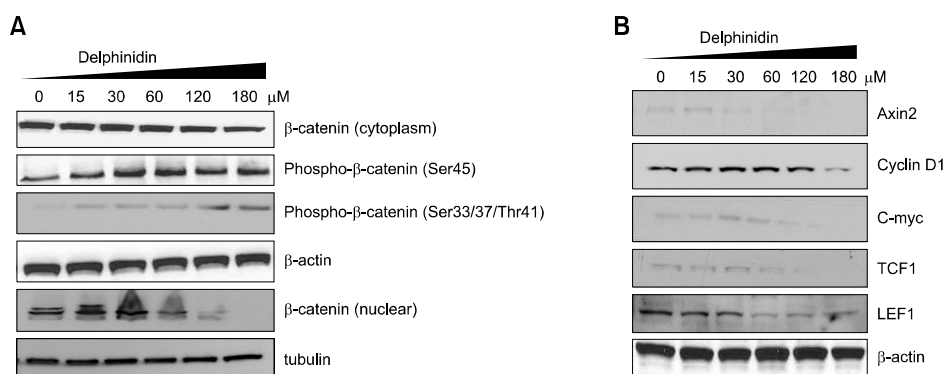 A
Delphinidin
0 15 30 60 120 180 μM
β-catenin (cytoplasm)
Phospho-β-catenin (Ser45)
Phospho-β-catenin (Ser33/37/Thr41)
β-actin
β-catenin (nuclear)
tubulin
B
Delphinidin
0 15 30 60 120 180 μM
Axin2
Cyclin D1
C-myc
TCF1
LEF1
β-actin